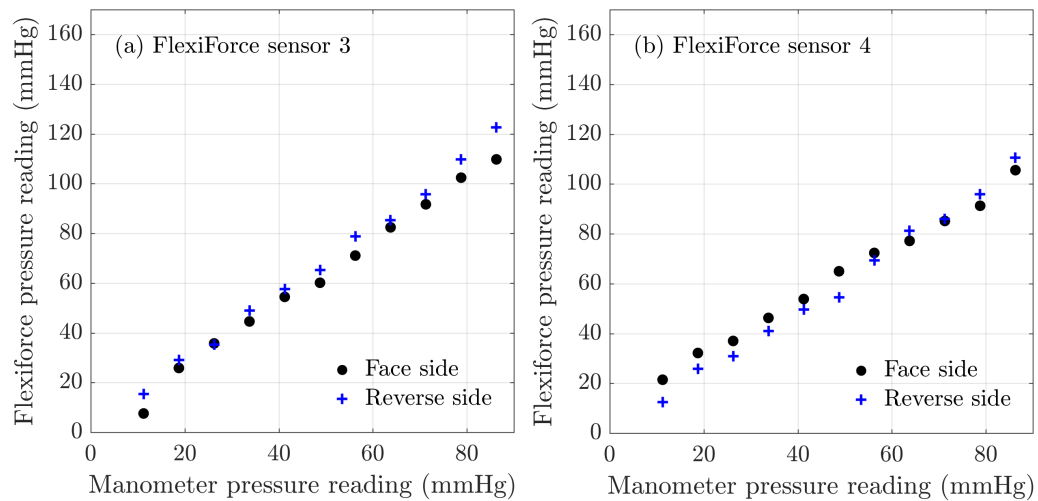 160
140
120
100
80
60
40
20
0
Flexiforce pressure reading (mmHg)
(a) FlexiForce sensor 3
Face side
Reverse side
0 20 40 60 80
Manometer pressure reading (mmHg)
160
140
120
100
80
60
40
20
0
Flexiforce pressure reading (mmHg)
(b) FlexiForce sensor 4
Face side
Reverse side
0 20 40 60 80
Manometer pressure reading (mmHg)